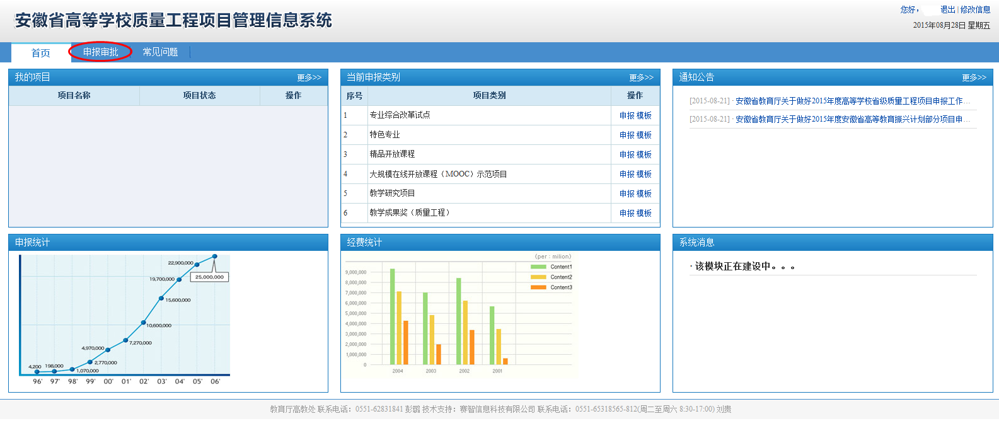 安徽省高等学校质量工程项目管理信息系统
您好， 退出 | 修改信息
2015年08月28日 星期五
首页 申报审批 常见问题
我的项目 更多>>
项目名称 项目状态 操作
当前申报类别 更多>>
序号 项目类别 操作
1 专业综合改革试点 申报 模板
2 特色专业 申报 模板
3 精品开放课程 申报 模板
4 大规模在线开放课程（MOOC）示范项目 申报 模板
5 教学研究项目 申报 模板
6 教学成果奖（质量工程） 申报 模板
通知公告 更多>>
[2015-08-21] · 安徽省教育厅关于做好2015年度高等学校省级质量工程项目申报工作...
[2015-08-21] · 安徽省教育厅关于做好2015年度安徽省高等教育振兴计划部分项目申...
申报统计
25,000,000
22,900,000
19,700,000
15,600,000
10,600,000
7,270,000
4,970,000
2,770,000
1,070,000
198,000
4,200
96' 97' 98' 99' 00' 01' 02' 03' 04' 05' 06'
经费统计
(per : milion)
Content1
Content2
Content3
9,000,000
8,000,000
7,000,000
6,000,000
5,000,000
4,000,000
3,000,000
2,000,000
1,000,000
0
2004 2003 2002 2001
系统消息
· 该模块正在建设中。。。
教育厅高教处 联系电话：0551-62831841 彭璐 技术支持：赛智信息科技有限公司 联系电话：0551-65318565-812(周二至周六 8:30-17:00) 刘贵